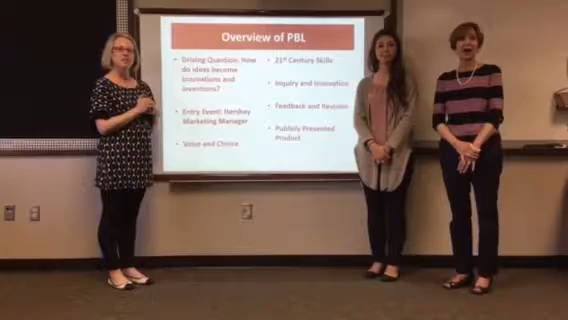 Overview of PBL
Driving Question: How
do ideas become
innovations and
inventions?
Entry Event: Hershey
Marketing Manager
Voice and Choice
21st Century Skills
Inquiry and Innovation
Feedback and Revision
Publicly Presented
Product